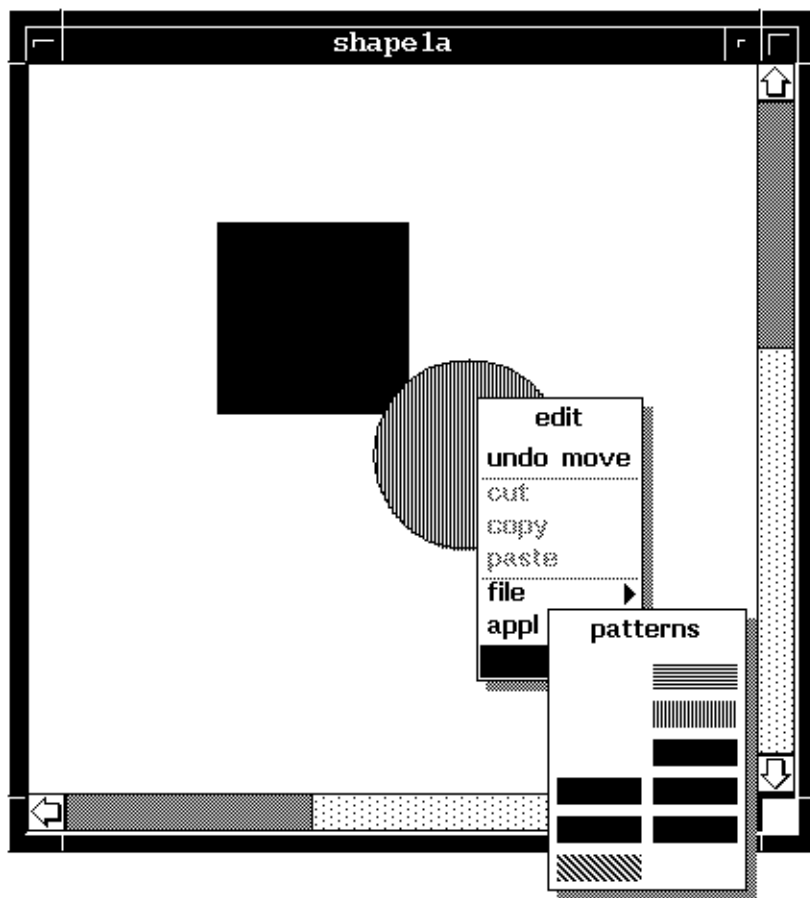 shape1a
edit
undo move
cut
copy
paste
file
appl
patterns